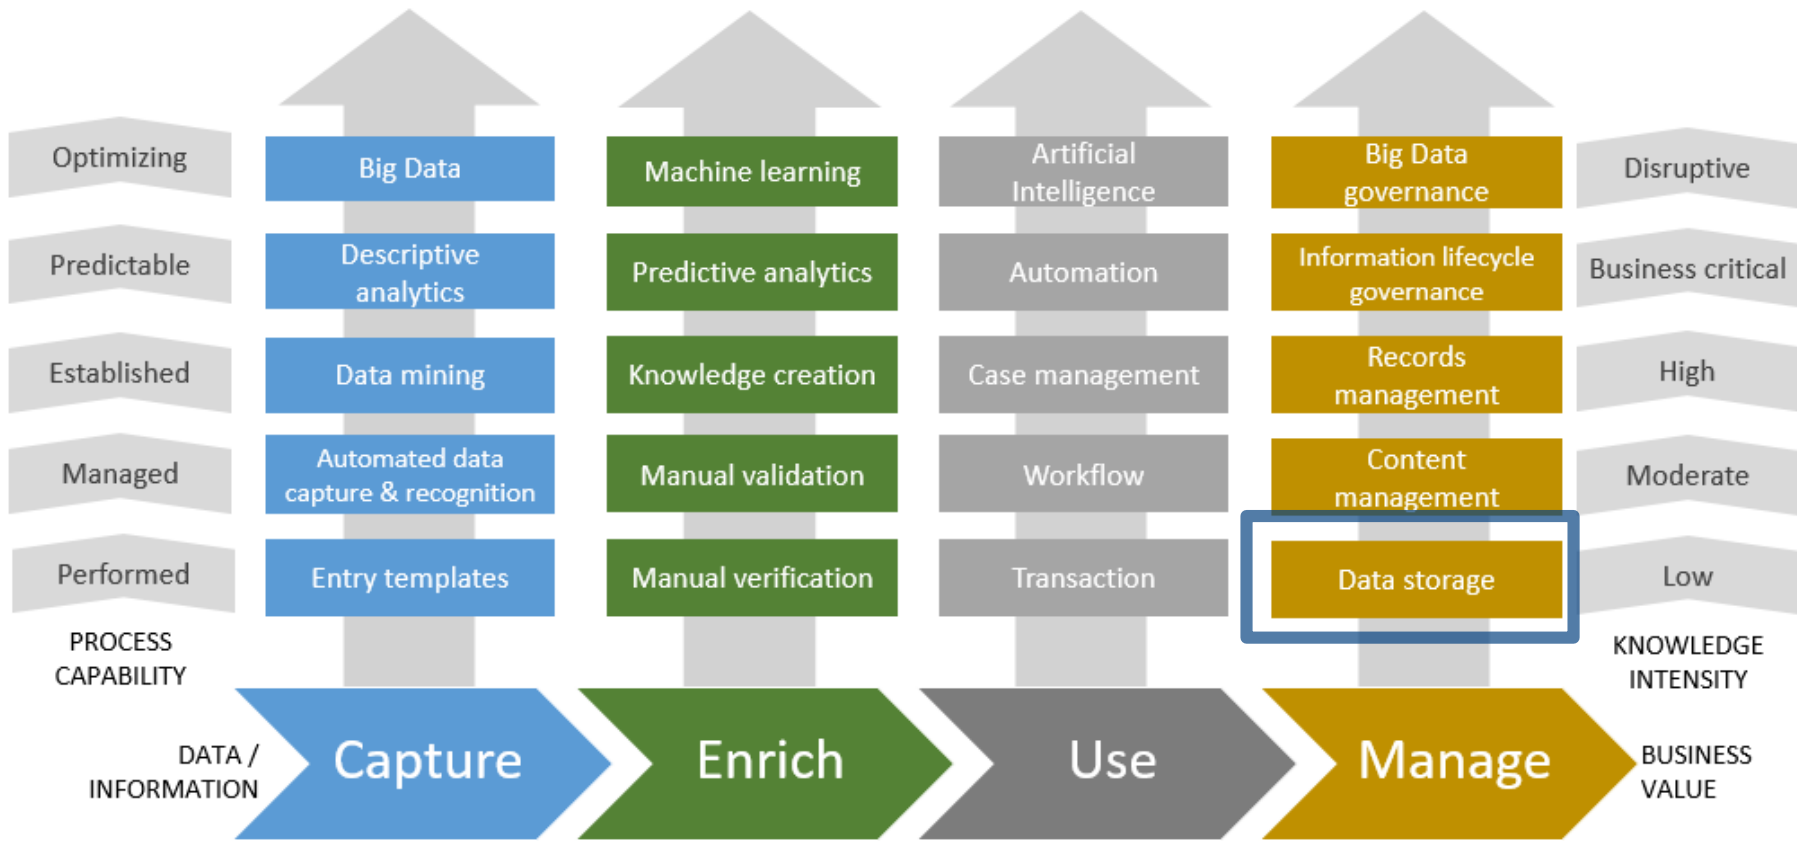 Optimizing
Big Data
Machine learning
Artificial
Intelligence
Big Data
governance
Disruptive
Predictable
Descriptive
analytics
Predictive analytics
Automation
Information lifecycle
governance
Business critical
Established
Data mining
Knowledge creation
Case management
Records
management
High
Managed
Automated data
capture & recognition
Manual validation
Workflow
Content
management
Moderate
Performed
Entry templates
Manual verification
Transaction
Data storage
Low
PROCESS
CAPABILITY
KNOWLEDGE
INTENSITY
DATA /
INFORMATION
Capture
Enrich
Use
Manage
BUSINESS
VALUE